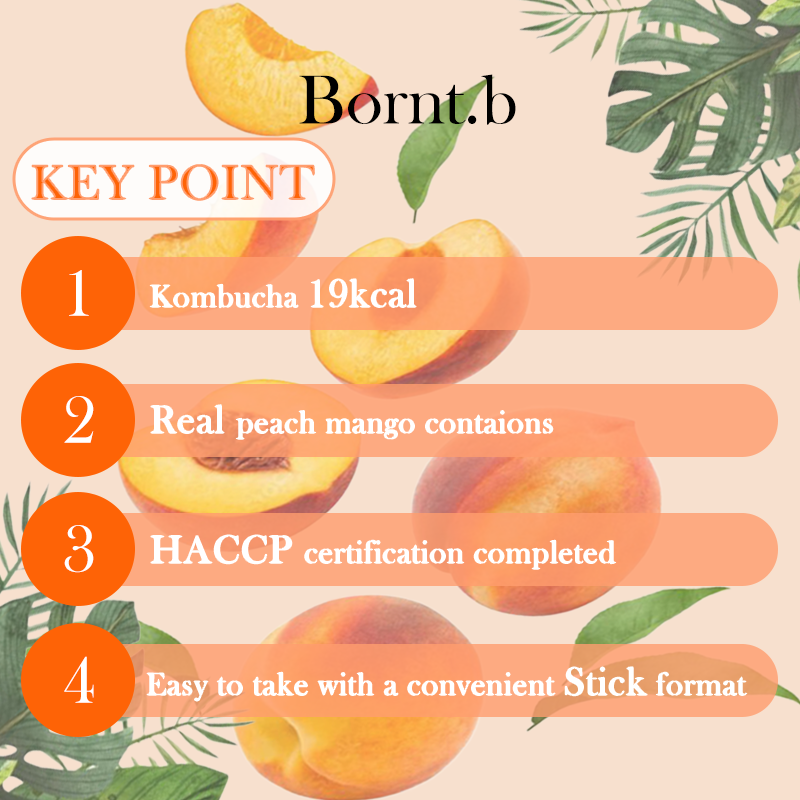 Bornt.b
KEY POINT
1
Kombucha 19kcal
2
Real peach mango contaions
3
HACCP certification completed
4
Easy to take with a convenient Stick format